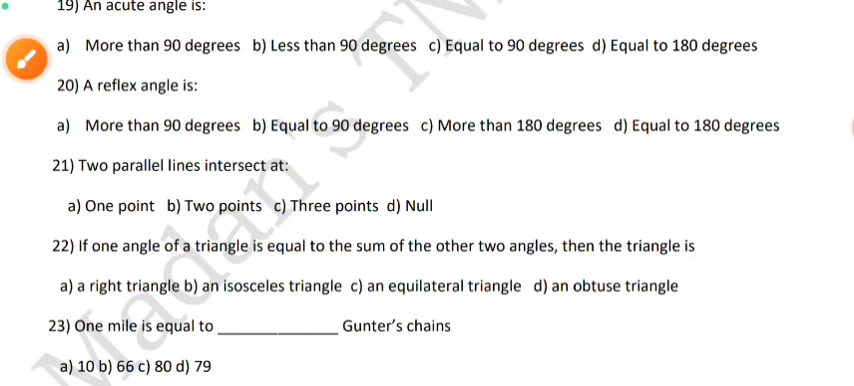 19) An acute angle is:
a) More than 90 degrees b) Less than 90 degrees c) Equal to 90 degrees d) Equal to 180 degrees
20) A reflex angle is:
a) More than 90 degrees b) Equal to 90 degrees c) More than 180 degrees d) Equal to 180 degrees
21) Two parallel lines intersect at:
a) One point b) Two points c) Three points d) Null
22) If one angle of a triangle is equal to the sum of the other two angles, then the triangle is
a) a right triangle b) an isosceles triangle c) an equilateral triangle d) an obtuse triangle
23) One mile is equal to ______________ Gunter's chains
a) 10 b) 66 c) 80 d) 79
Madan's TN